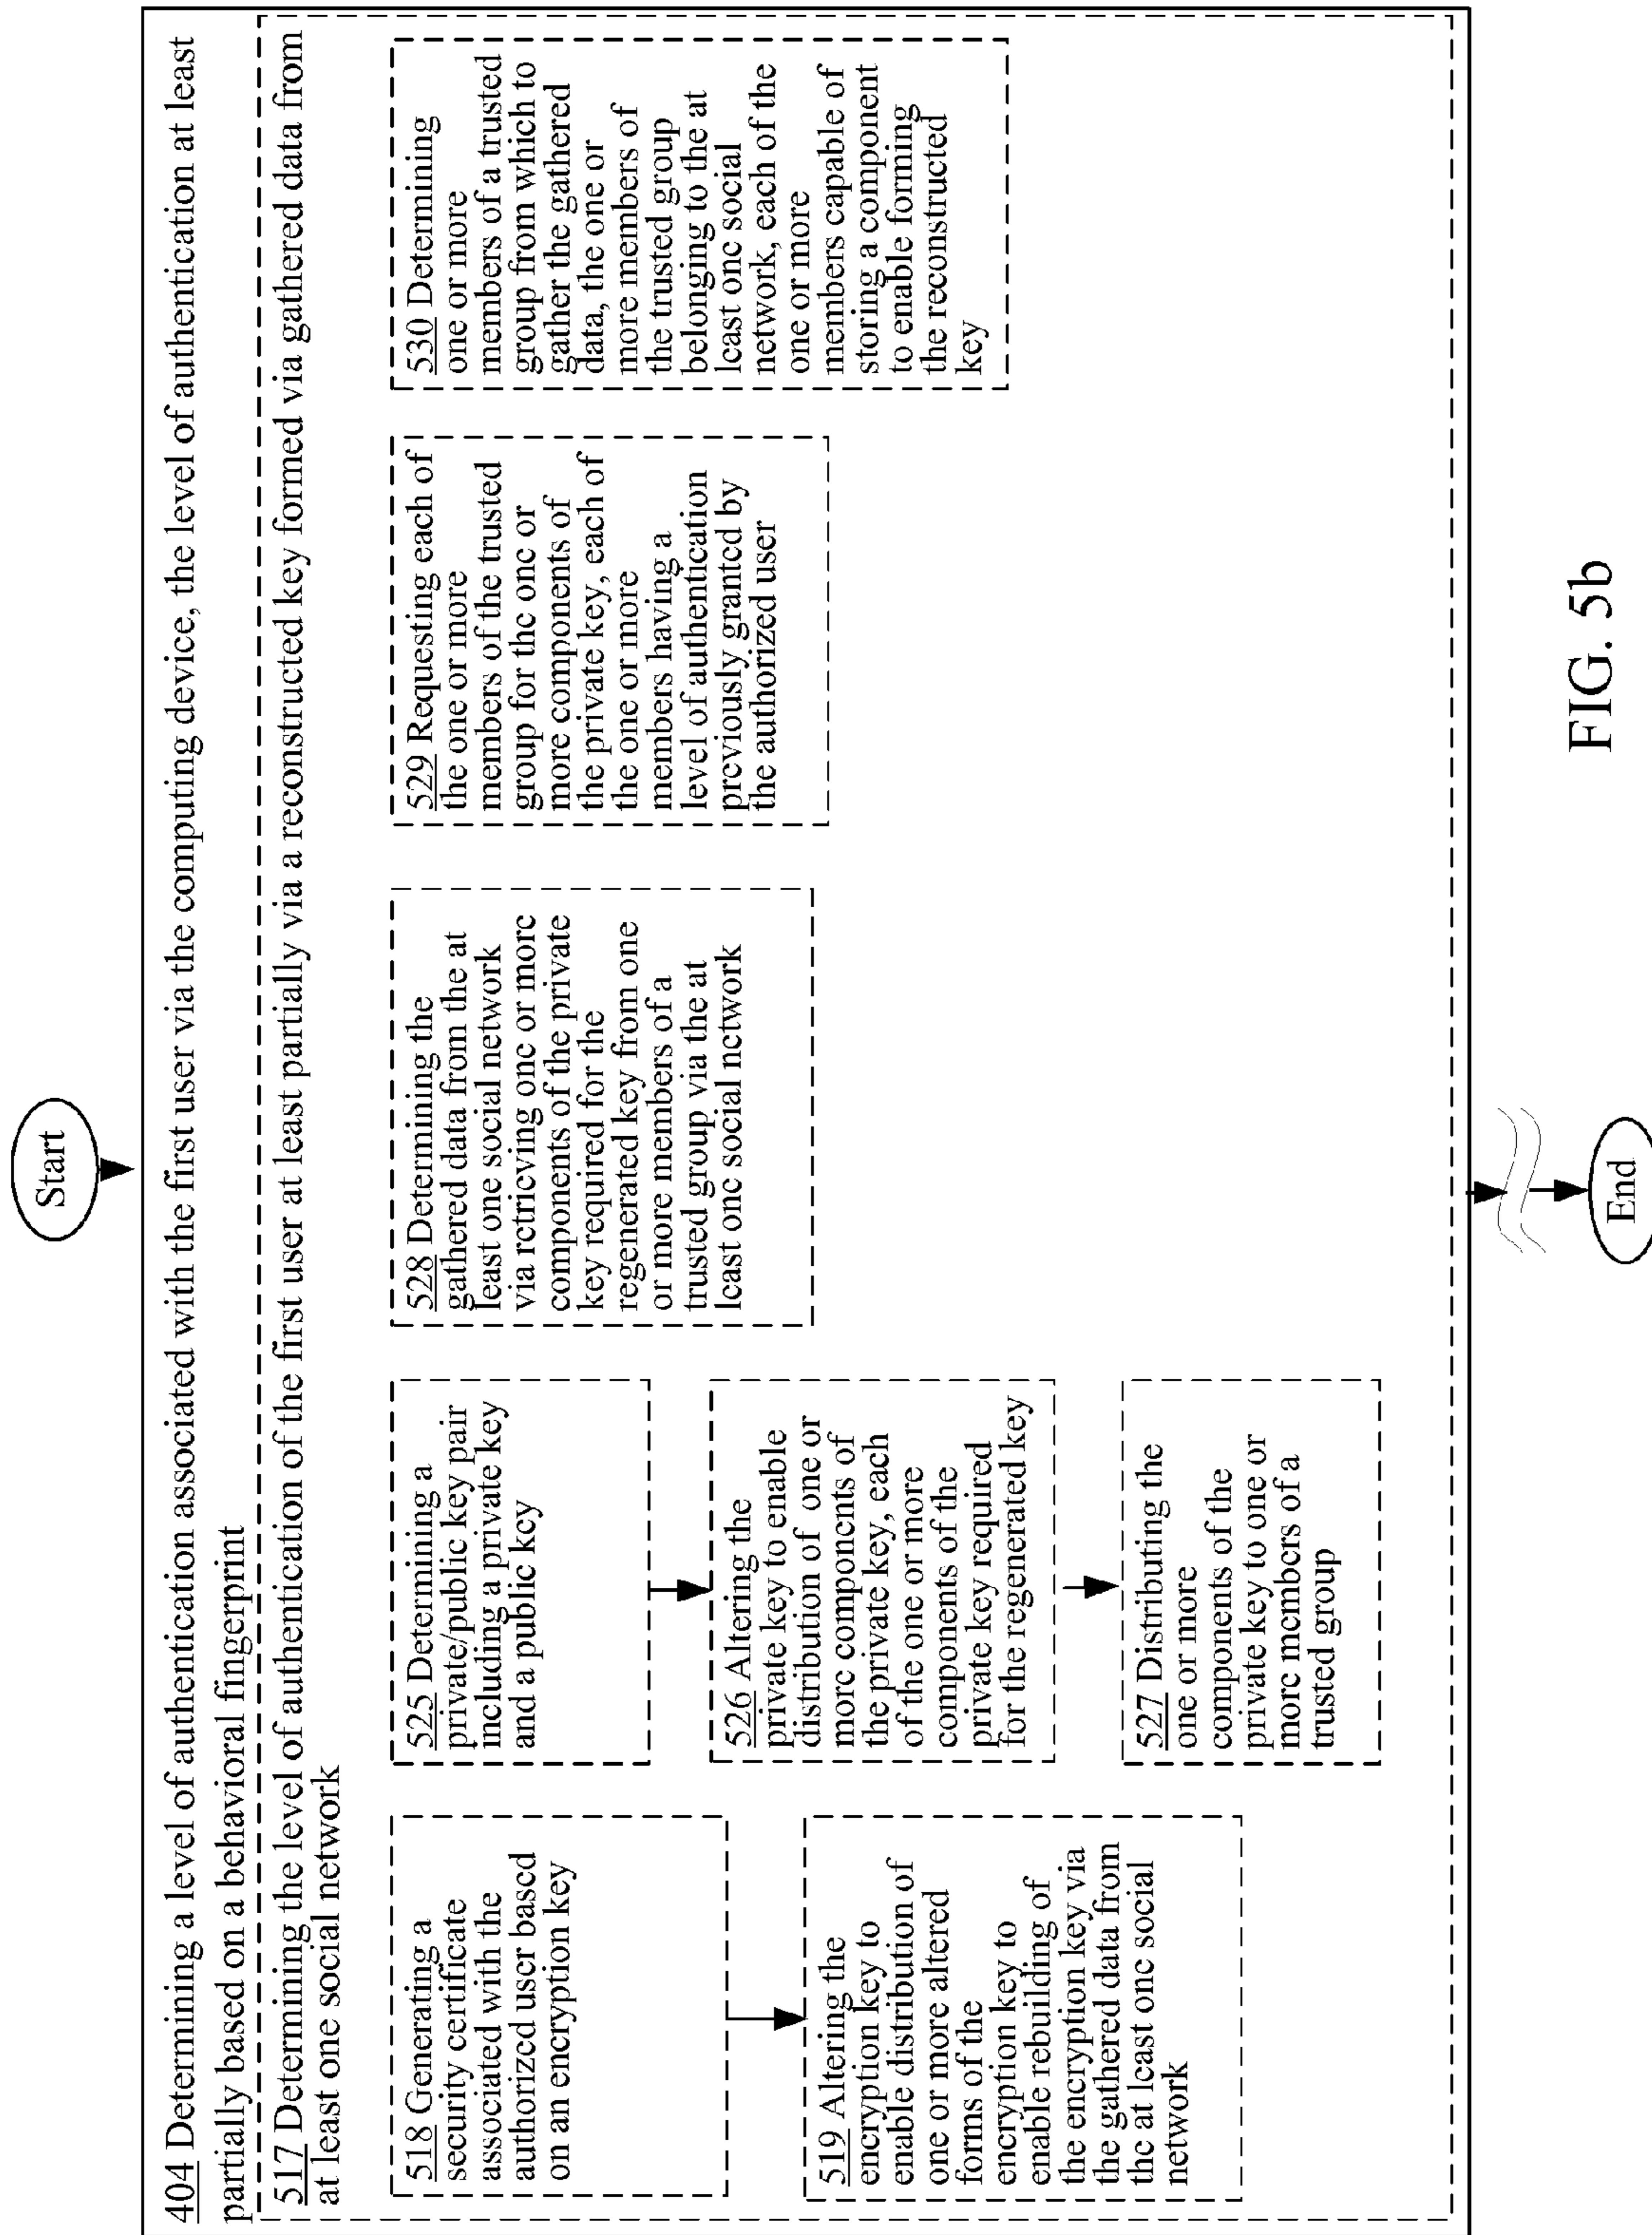 Start
404 Determining a level of authentication associated with the first user via the computing device, the level of authentication at least
partially based on a behavioral fingerprint
517 Determining the level of authentication of the first user at least partially via a reconstructed key formed via gathered data from
at least one social network
518 Generating a
security certificate
associated with the
authorized user based
on an encryption key
519 Altering the
encryption key to
enable distribution of
one or more altered
forms of the
encryption key to
enable rebuilding of
the encryption key via
the gathered data from
the at least one social
network
525 Determining a
private/public key pair
including a private key
and a public key
526 Altering the
private key to enable
distribution of one or
more components of
the private key, each
of the one or more
components of the
private key required
for the regenerated key
527 Distributing the
one or more
components of the
private key to one or
more members of a
trusted group
528 Determining the
gathered data from the at
least one social network
via retrieving one or more
components of the private
key required for the
regenerated key from one
or more members of a
trusted group via the at
least one social network
529 Requesting each of
the one or more
members of the trusted
group for the one or
more components of
the private key, each of
the one or more
members having a
level of authentication
previously granted by
the authorized user
530 Determining
one or more
members of a trusted
group from which to
gather the gathered
data, the one or
more members of
the trusted group
belonging to the at
least one social
network, each of the
one or more
members capable of
storing a component
to enable forming
the reconstructed
key
End
FIG. 5b